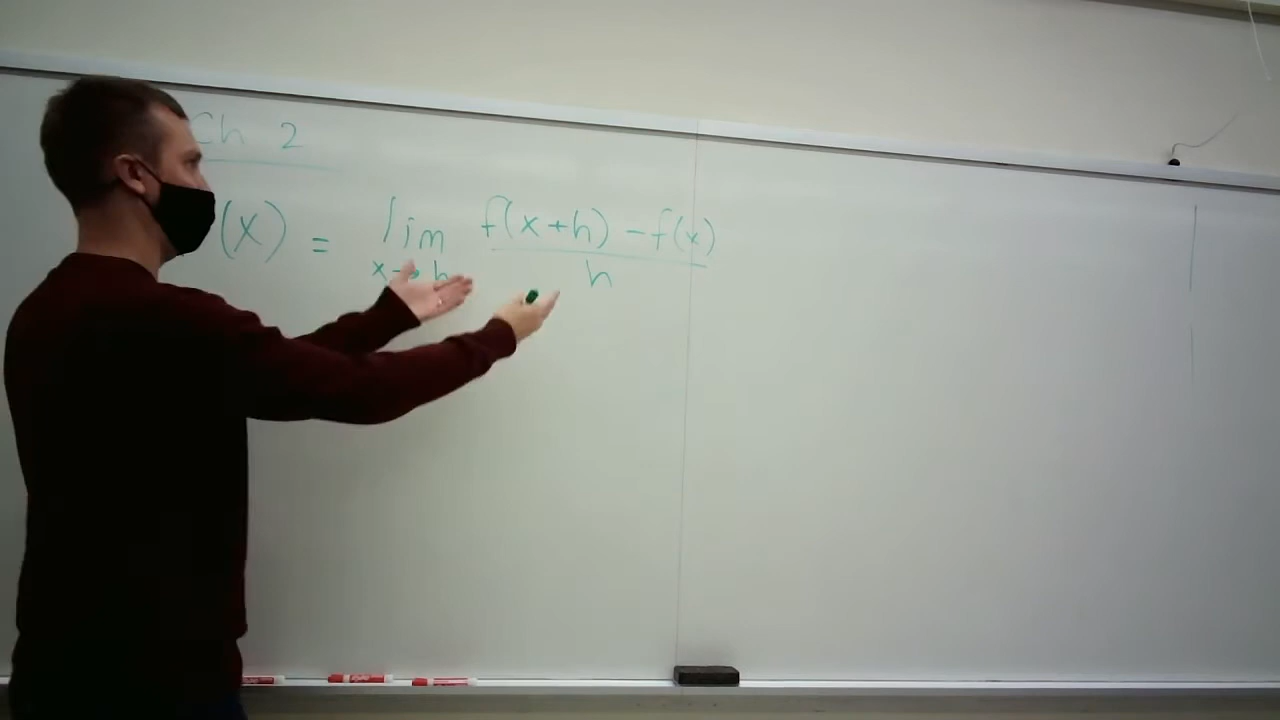 Ch 2
(x) = lim f(x+h) - f(x)
x→h h